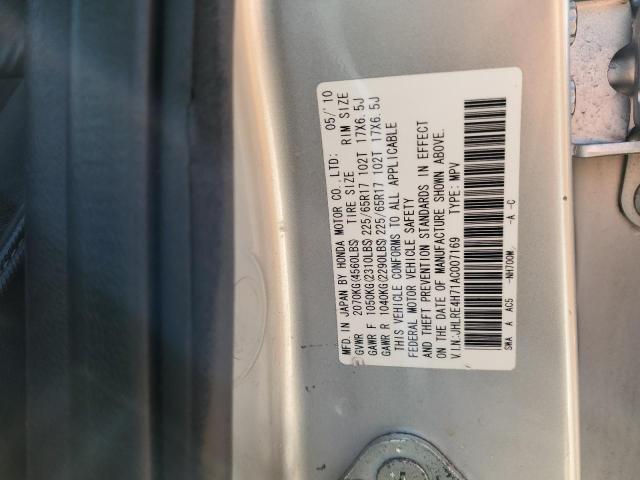 MFD. IN JAPAN BY HONDA MOTOR CO., LTD: 05/'10
GVWR 2070KG(4560LBS) TIRE SIZE RIM SIZE
GAWR F 1050KG(2310LBS) 225/65R17 102T 17X6.5J
GAWR R 1040KG(2290LBS) 225/65R17 102T 17X6.5J
THIS VEHICLE CONFORMS TO ALL APPLICABLE
FEDERAL MOTOR VEHICLE SAFETY
AND THEFT PREVENTION STANDARDS IN EFFECT
ON THE DATE OF MANUFACTURE SHOWN ABOVE.
V.I.N:JHLRE4H71AC007169 TYPE: MPV
SWA A AC5 -NH700M -A -C